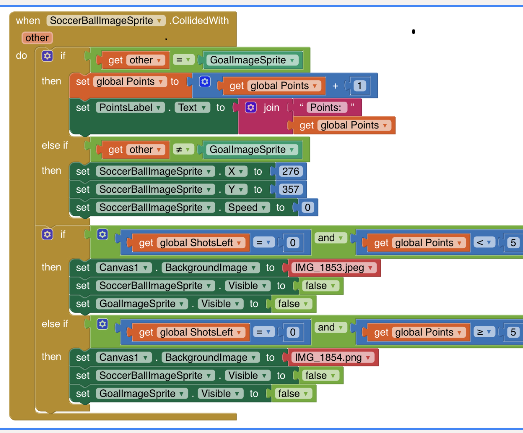 when SoccerBallImageSprite .CollidedWith
other
do if get other = GoalImageSprite
then set global Points to get global Points + 1
set PointsLabel . Text to join " Points: "
get global Points
else if get other ≠ GoalImageSprite
then set SoccerBallImageSprite . X to 276
set SoccerBallImageSprite . Y to 357
set SoccerBallImageSprite . Speed to 0
if get global ShotsLeft = 0 and get global Points < 5
then set Canvas1 . BackgroundImage to IMG_1853.jpeg
set SoccerBallImageSprite . Visible to false
set GoalImageSprite . Visible to false
else if get global ShotsLeft = 0 and get global Points ≥ 5
then set Canvas1 . BackgroundImage to IMG_1854.png
set SoccerBallImageSprite . Visible to false
set GoalImageSprite . Visible to false